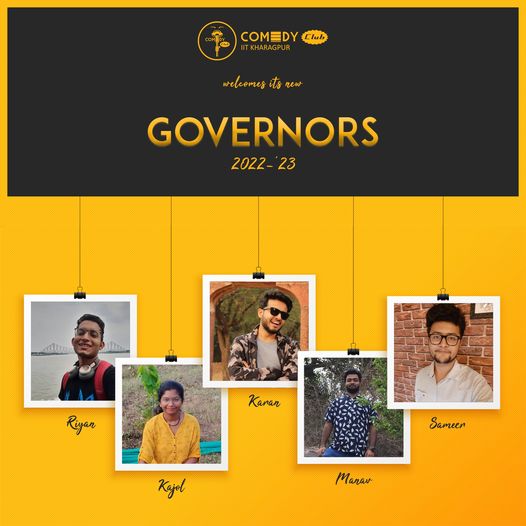 COMEDY Club
IIT KHARAGPUR
welcomes its new
GOVERNORS
2022-'23
Riyan
Kajol
Karan
Manav
Sameer